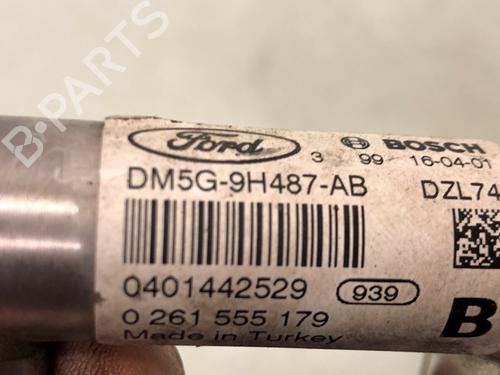 B-PARTS
Ford
BOSCH
3 99 16-04-01
DM5G-9H487-AB
DZL74
0401442529 939
0 261 555 179
B
Made in Turkey